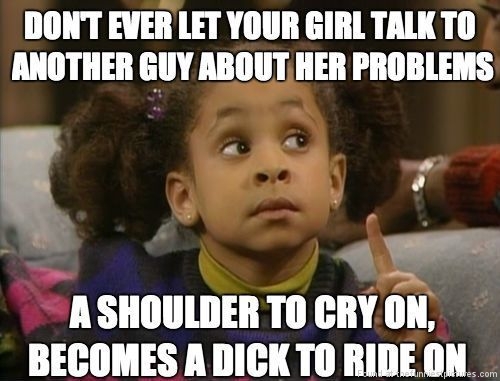 DON'T EVER LET YOUR GIRL TALK TO
ANOTHER GUY ABOUT HER PROBLEMS
A SHOULDER TO CRY ON,
BECOMES A DICK TO RIDE ON